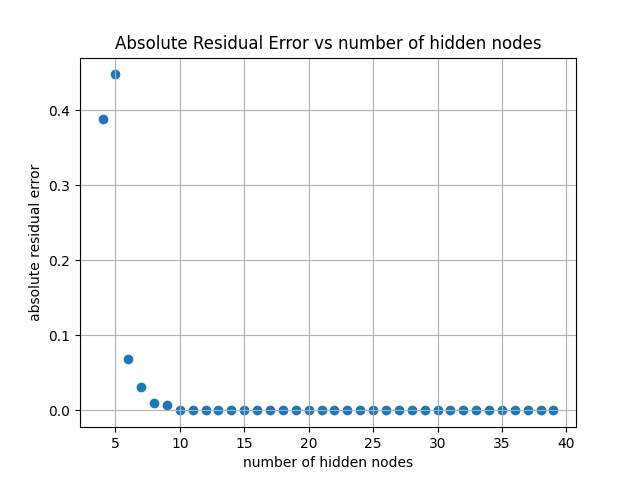 Absolute Residual Error vs number of hidden nodes
absolute residual error
0.4
0.3
0.2
0.1
0.0
5 10 15 20 25 30 35 40
number of hidden nodes